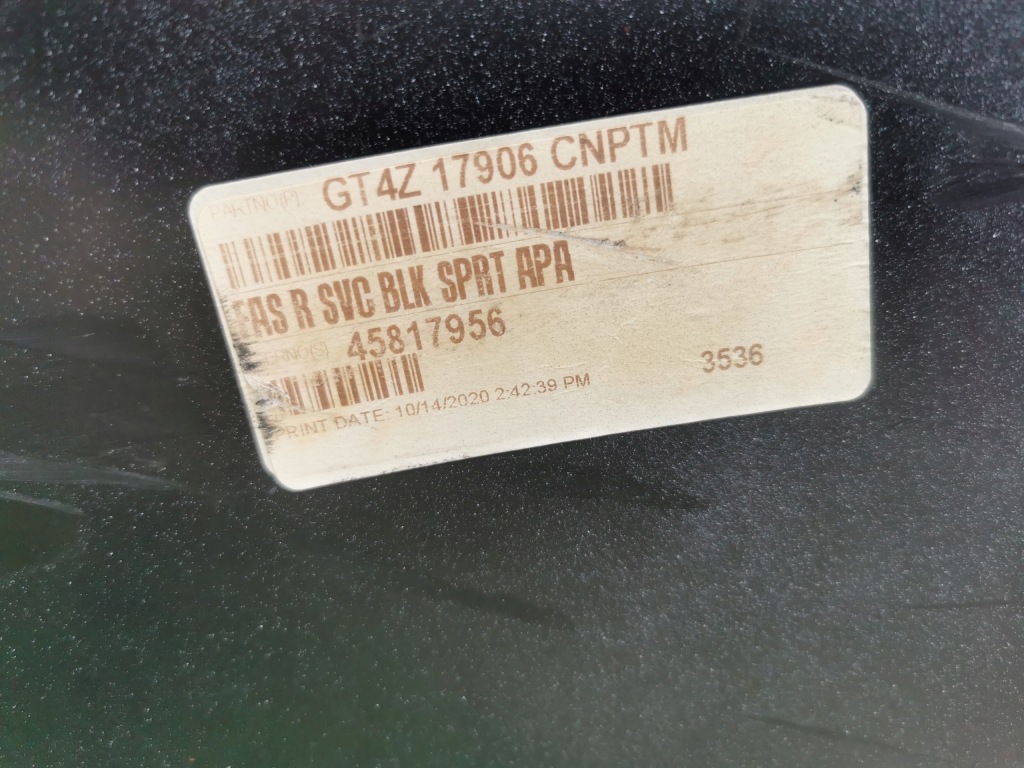 PARTNO(P) GT4Z 17906 CNPTM
FAS R SVC BLK SPRT APA
45817956
3536
PRINT DATE: 10/14/2020 2:42:39 PM